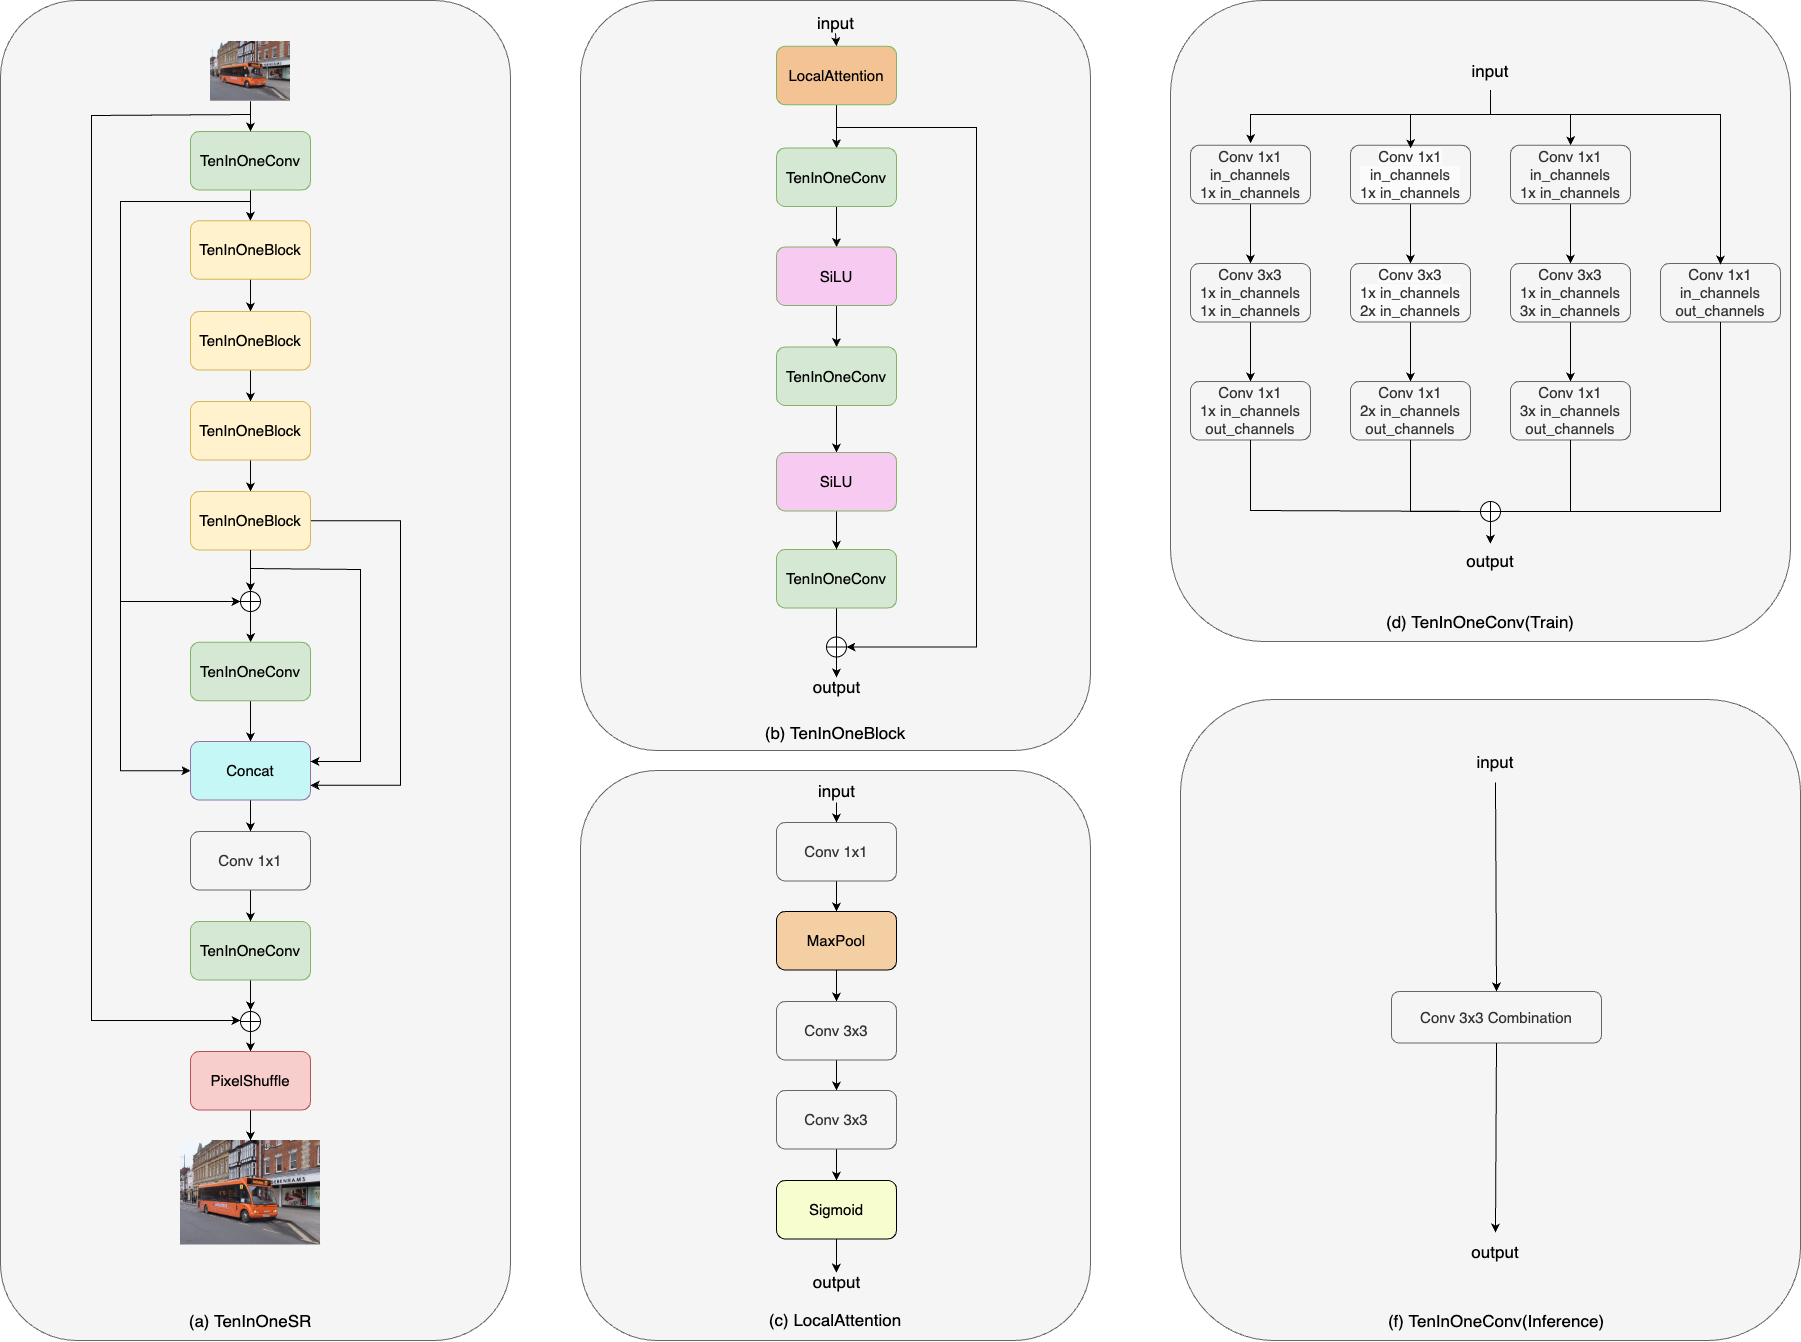 TenInOneConv
TenInOneBlock
TenInOneBlock
TenInOneBlock
TenInOneBlock
TenInOneConv
Concat
Conv 1x1
TenInOneConv
PixelShuffle
(a) TenInOneSR
input
LocalAttention
TenInOneConv
SiLU
TenInOneConv
SiLU
TenInOneConv
output
(b) TenInOneBlock
input
Conv 1x1
MaxPool
Conv 3x3
Conv 3x3
Sigmoid
output
(c) LocalAttention
input
Conv 1x1
in_channels
1x in_channels
Conv 1x1
in_channels
1x in_channels
Conv 1x1
in_channels
1x in_channels
Conv 3x3
1x in_channels
1x in_channels
Conv 3x3
1x in_channels
2x in_channels
Conv 3x3
1x in_channels
3x in_channels
Conv 1x1
in_channels
out_channels
Conv 1x1
1x in_channels
out_channels
Conv 1x1
2x in_channels
out_channels
Conv 1x1
3x in_channels
out_channels
output
(d) TenInOneConv(Train)
input
Conv 3x3 Combination
output
(f) TenInOneConv(Inference)